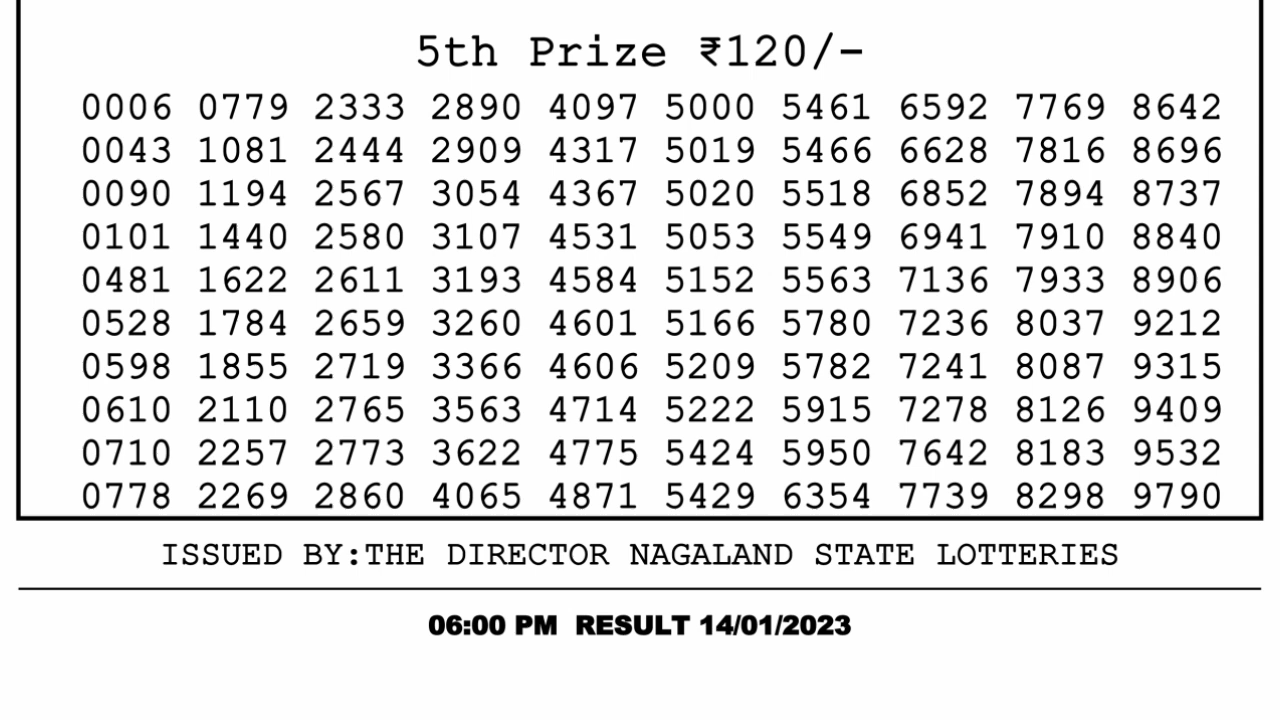 5th Prize ₹120/-
0006 0779 2333 2890 4097 5000 5461 6592 7769 8642
0043 1081 2444 2909 4317 5019 5466 6628 7816 8696
0090 1194 2567 3054 4367 5020 5518 6852 7894 8737
0101 1440 2580 3107 4531 5053 5549 6941 7910 8840
0481 1622 2611 3193 4584 5152 5563 7136 7933 8906
0528 1784 2659 3260 4601 5166 5780 7236 8037 9212
0598 1855 2719 3366 4606 5209 5782 7241 8087 9315
0610 2110 2765 3563 4714 5222 5915 7278 8126 9409
0710 2257 2773 3622 4775 5424 5950 7642 8183 9532
0778 2269 2860 4065 4871 5429 6354 7739 8298 9790
ISSUED BY:THE DIRECTOR NAGALAND STATE LOTTERIES
06:00 PM RESULT 14/01/2023